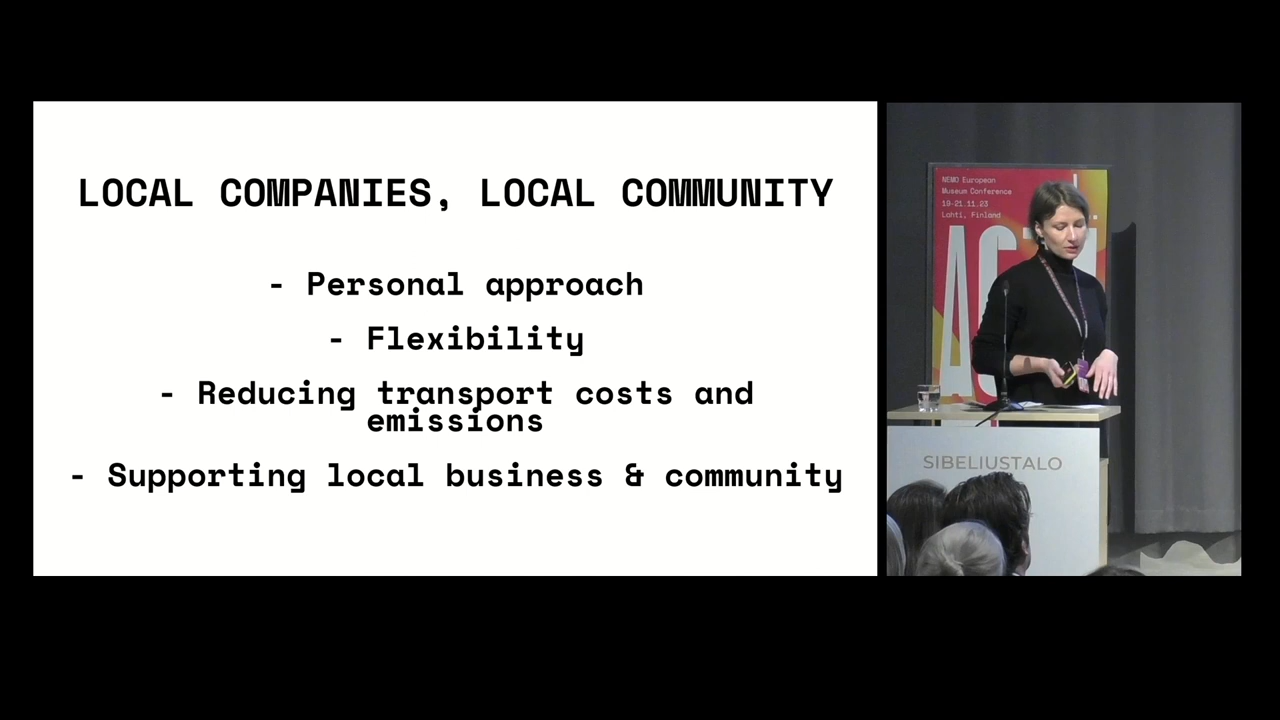 LOCAL COMPANIES, LOCAL COMMUNITY
- Personal approach
- Flexibility
- Reducing transport costs and
emissions
- Supporting local business & community
NEMO European
Museum Conference
19-21.11.23
Lahti, Finland
SIBELIUSTALO